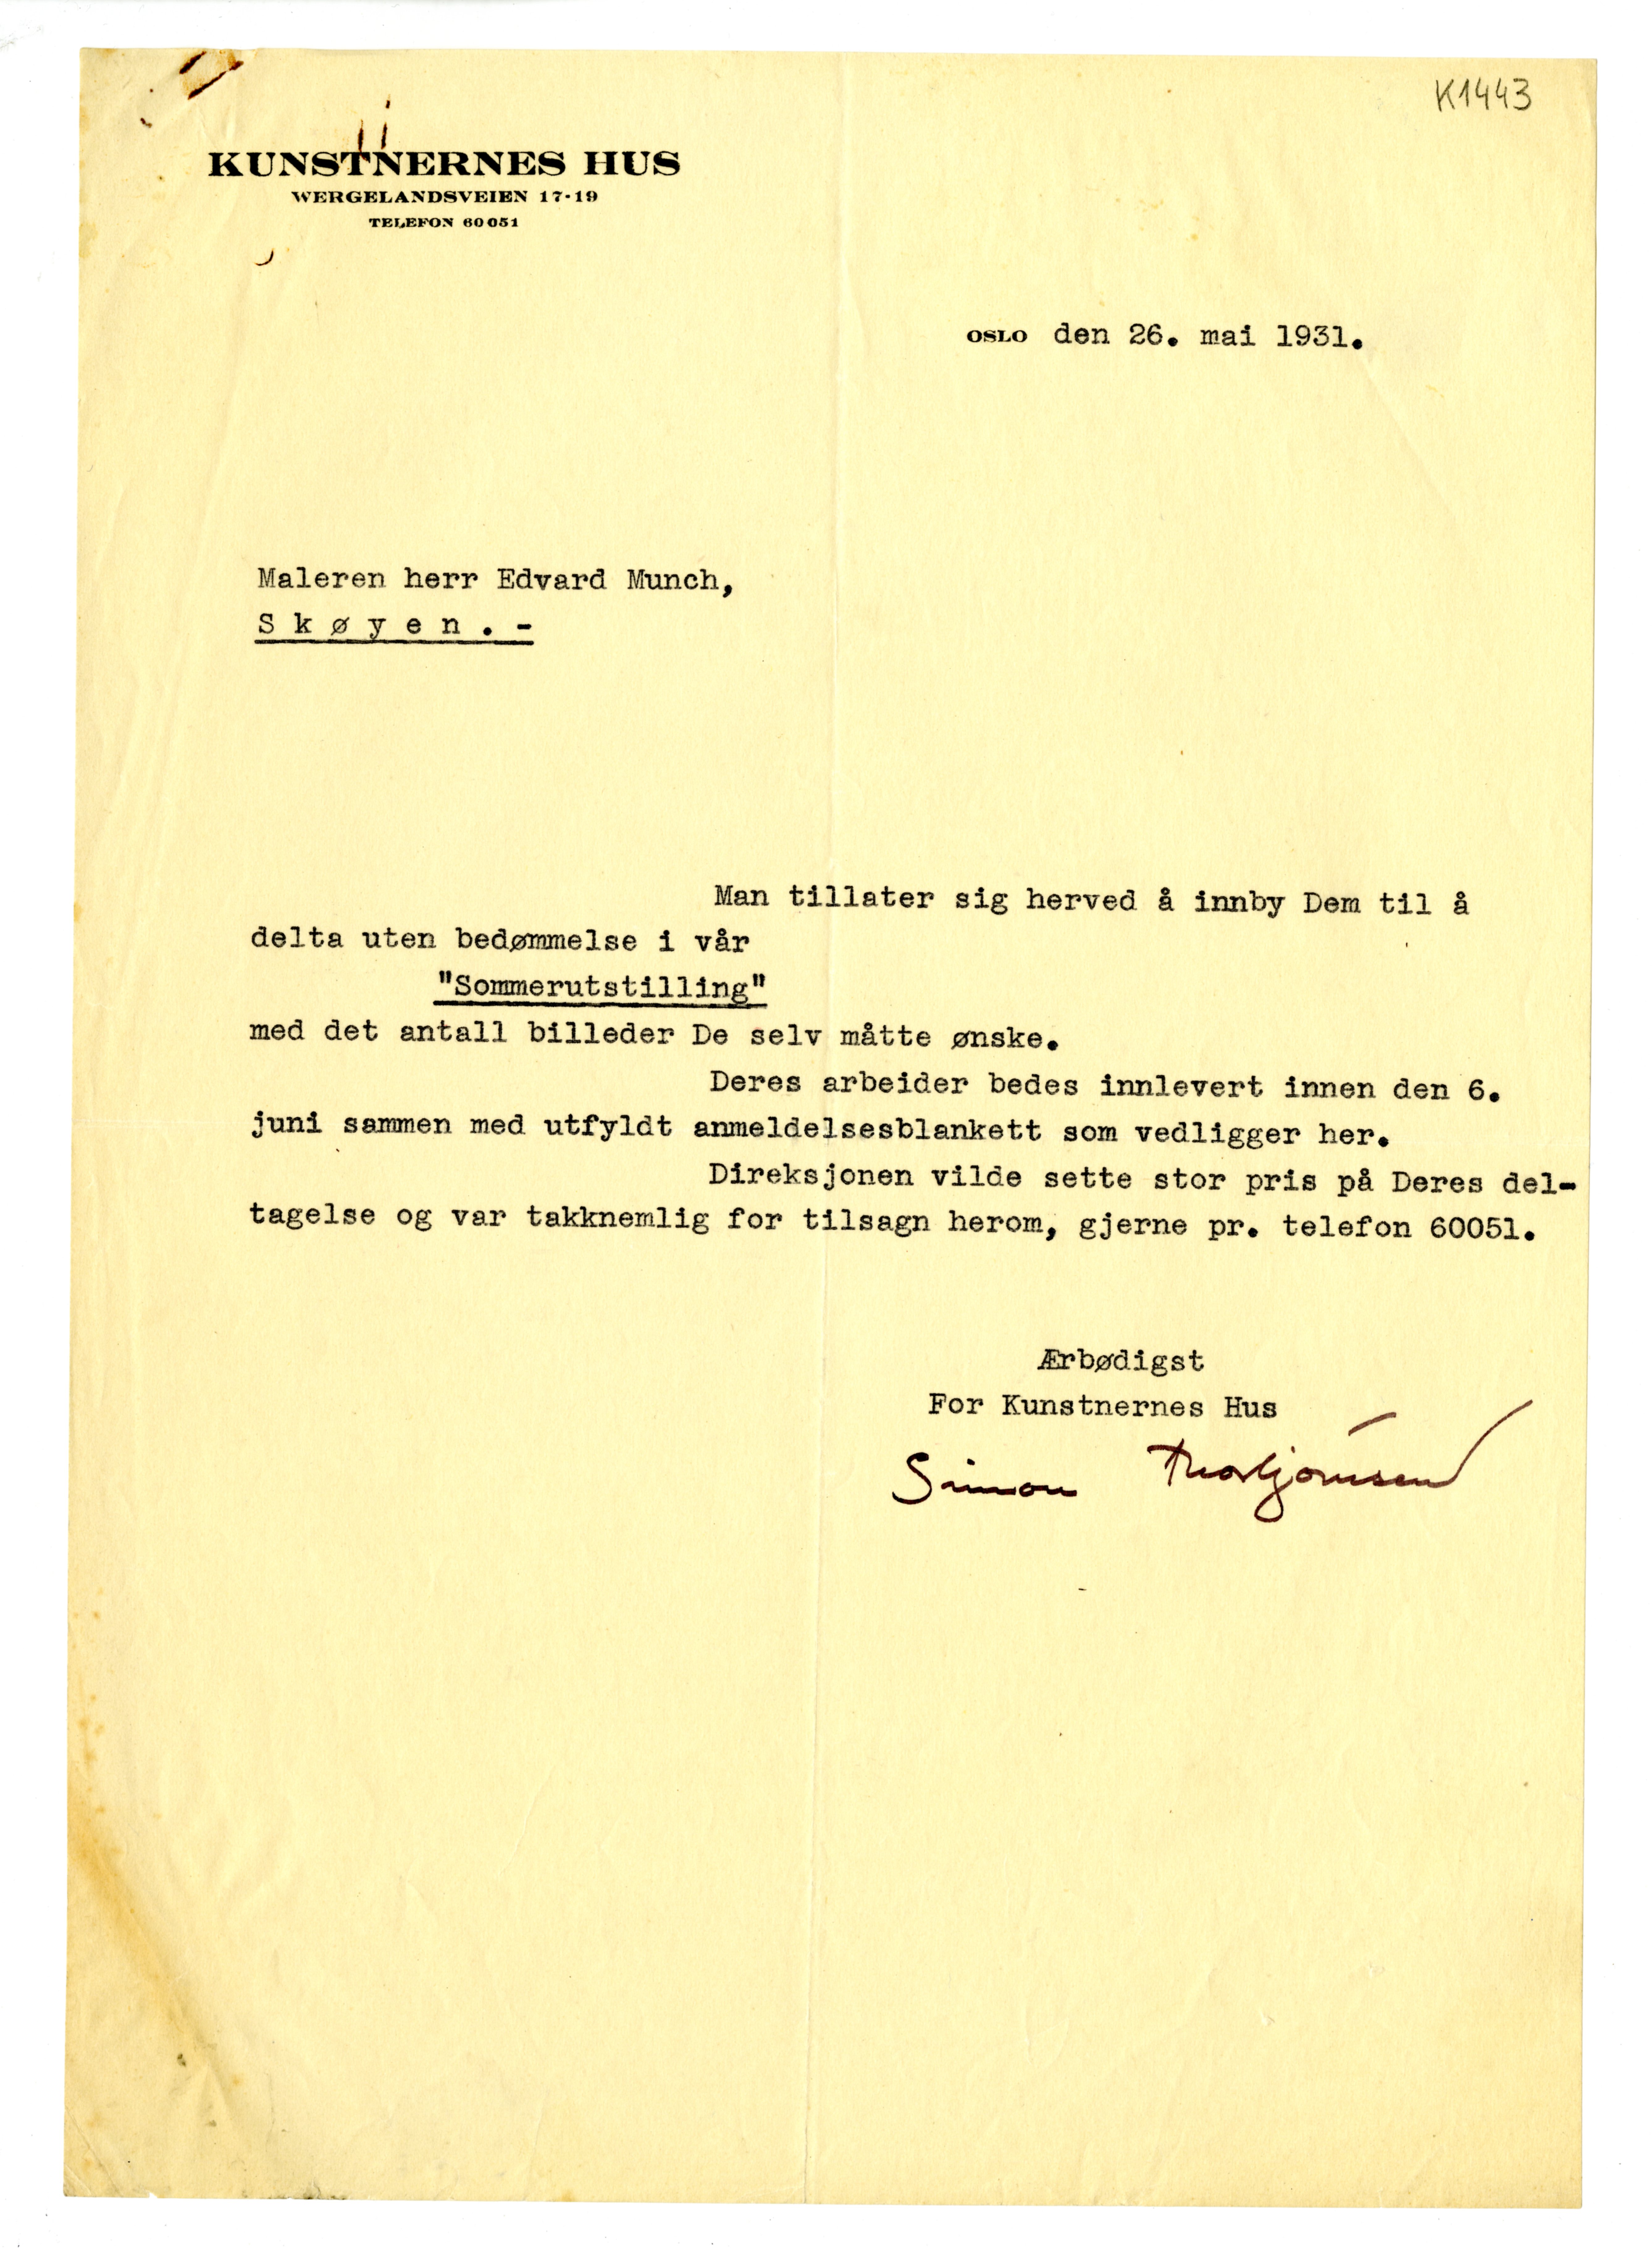 K1443
KUNSTNERNES HUS
WERGELANDSVEIEN 17-19
TELEFON 60051
OSLO den 26. mai 1931.
Maleren herr Edvard Munch,
S k ø y e n . -
Man tillater sig herved å innby Dem til å
delta uten bedømmelse i vår
"Sommerutstilling"
med det antall billeder De selv måtte ønske.
Deres arbeider bedes innlevert innen den 6.
juni sammen med utfyldt anmeldelsesblankett som vedligger her.
Direksjonen vilde sette stor pris på Deres del-
tagelse og var takknemlig for tilsagn herom, gjerne pr. telefon 60051.
Ærbødigst
For Kunstnernes Hus
Simon Thorbjørnsen